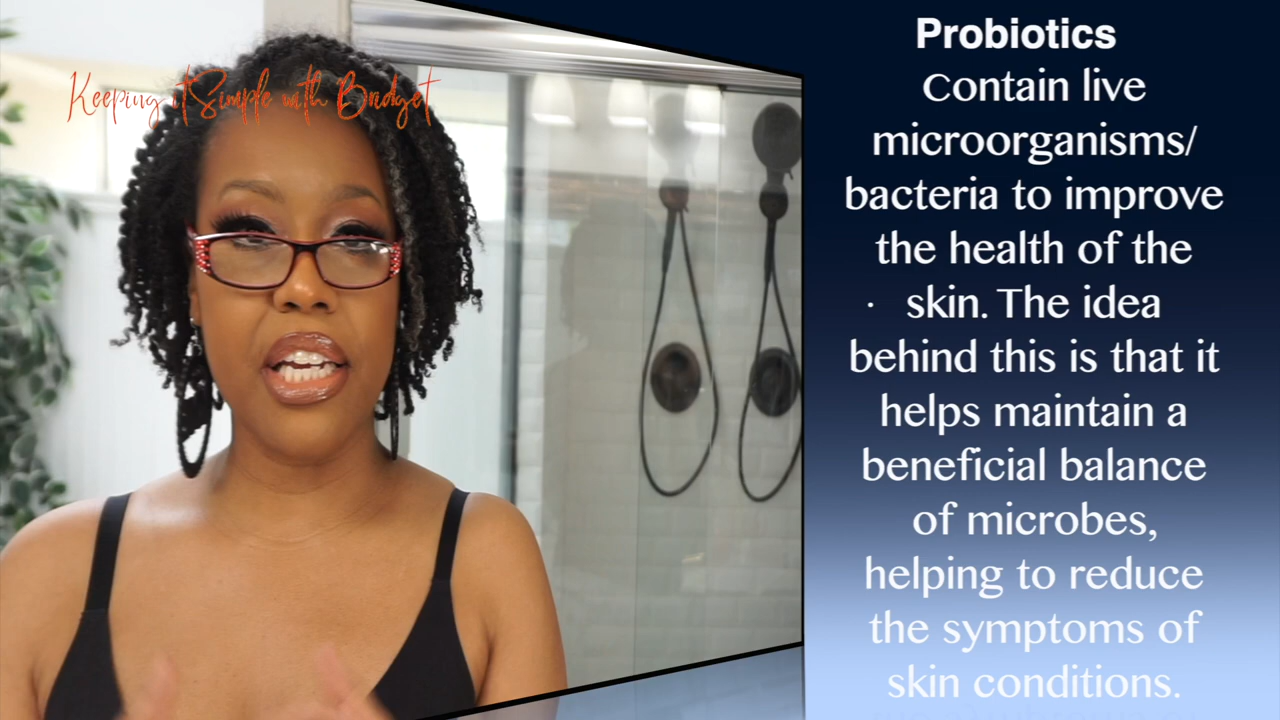 Keeping it Simple with Bridget
Probiotics
Contain live
microorganisms/
bacteria to improve
the health of the
· skin. The idea
behind this is that it
helps maintain a
beneficial balance
of microbes,
helping to reduce
the symptoms of
skin conditions.